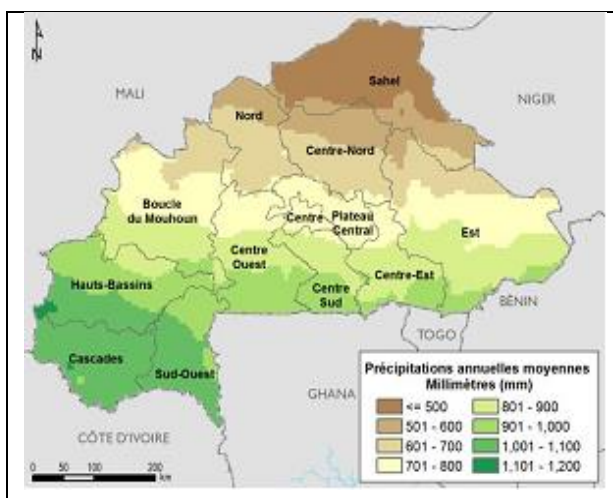 N
MALI
NIGER
Sahel
Nord
Centre-Nord
Boucle
du Mouhoun
Centre
Plateau
Central
Est
Centre
Ouest
Hauts-Bassins
Centre
Sud
Centre-Est
BÉNIN
TOGO
Cascades
Sud-Ouest
GHANA
CÔTE D'IVOIRE
Précipitations annuelles moyennes
Millimètres (mm)
<= 500
501 - 600
601 - 700
701 - 800
801 - 900
901 - 1,000
1,001 - 1,100
1,101 - 1,200
0 50 100 200
km